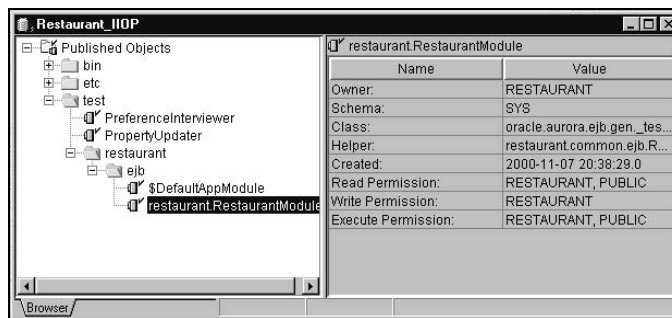 Restaurant_IIOP
Published Objects
bin
etc
test
PreferenceInterviewer
PropertyUpdater
restaurant
ejb
$DefaultAppModule
restaurant.RestaurantModule
Browser
restaurant.RestaurantModule
Name Value
Owner: RESTAURANT
Schema: SYS
Class: oracle.aurora.ejb.gen._tes...
Helper: restaurant.common.ejb.R...
Created: 2000-11-07 20:38:29.0
Read Permission: RESTAURANT, PUBLIC
Write Permission: RESTAURANT
Execute Permission: RESTAURANT, PUBLIC